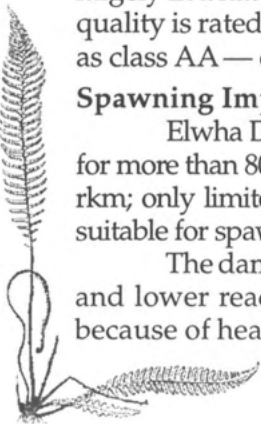 quality is rated
as class AA — 
Spawning Imp
Elwha D
for more than 80
rkm; only limite
suitable for spaw
The dam
and lower reac
because of hea